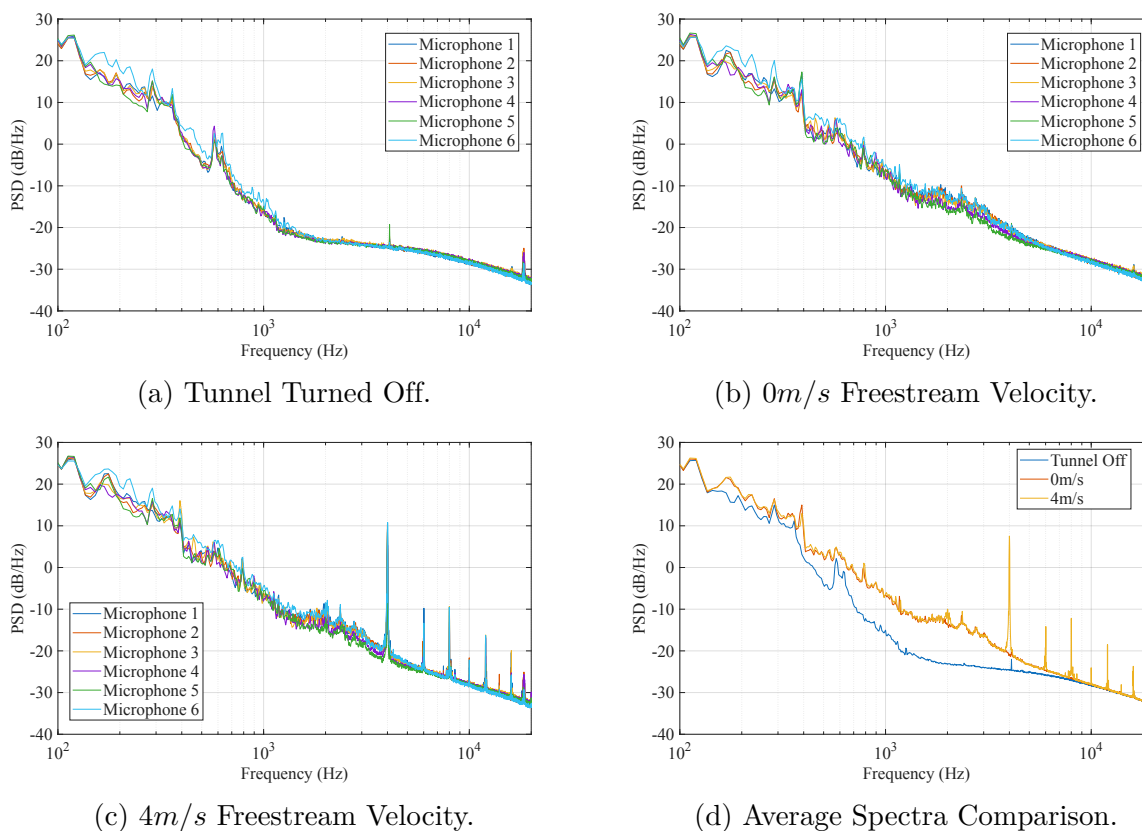 30
20
10
0
-10
-20
-30
-40
PSD (dB/Hz)
10^2
10^3
10^4
Frequency (Hz)
Microphone 1
Microphone 2
Microphone 3
Microphone 4
Microphone 5
Microphone 6
(a) Tunnel Turned Off.
30
20
10
0
-10
-20
-30
-40
PSD (dB/Hz)
10^2
10^3
10^4
Frequency (Hz)
Microphone 1
Microphone 2
Microphone 3
Microphone 4
Microphone 5
Microphone 6
(b) 0m/s Freestream Velocity.
30
20
10
0
-10
-20
-30
-40
PSD (dB/Hz)
10^2
10^3
10^4
Frequency (Hz)
Microphone 1
Microphone 2
Microphone 3
Microphone 4
Microphone 5
Microphone 6
(c) 4m/s Freestream Velocity.
30
20
10
0
-10
-20
-30
-40
PSD (dB/Hz)
10^2
10^3
10^4
Frequency (Hz)
Tunnel Off
0m/s
4m/s
(d) Average Spectra Comparison.